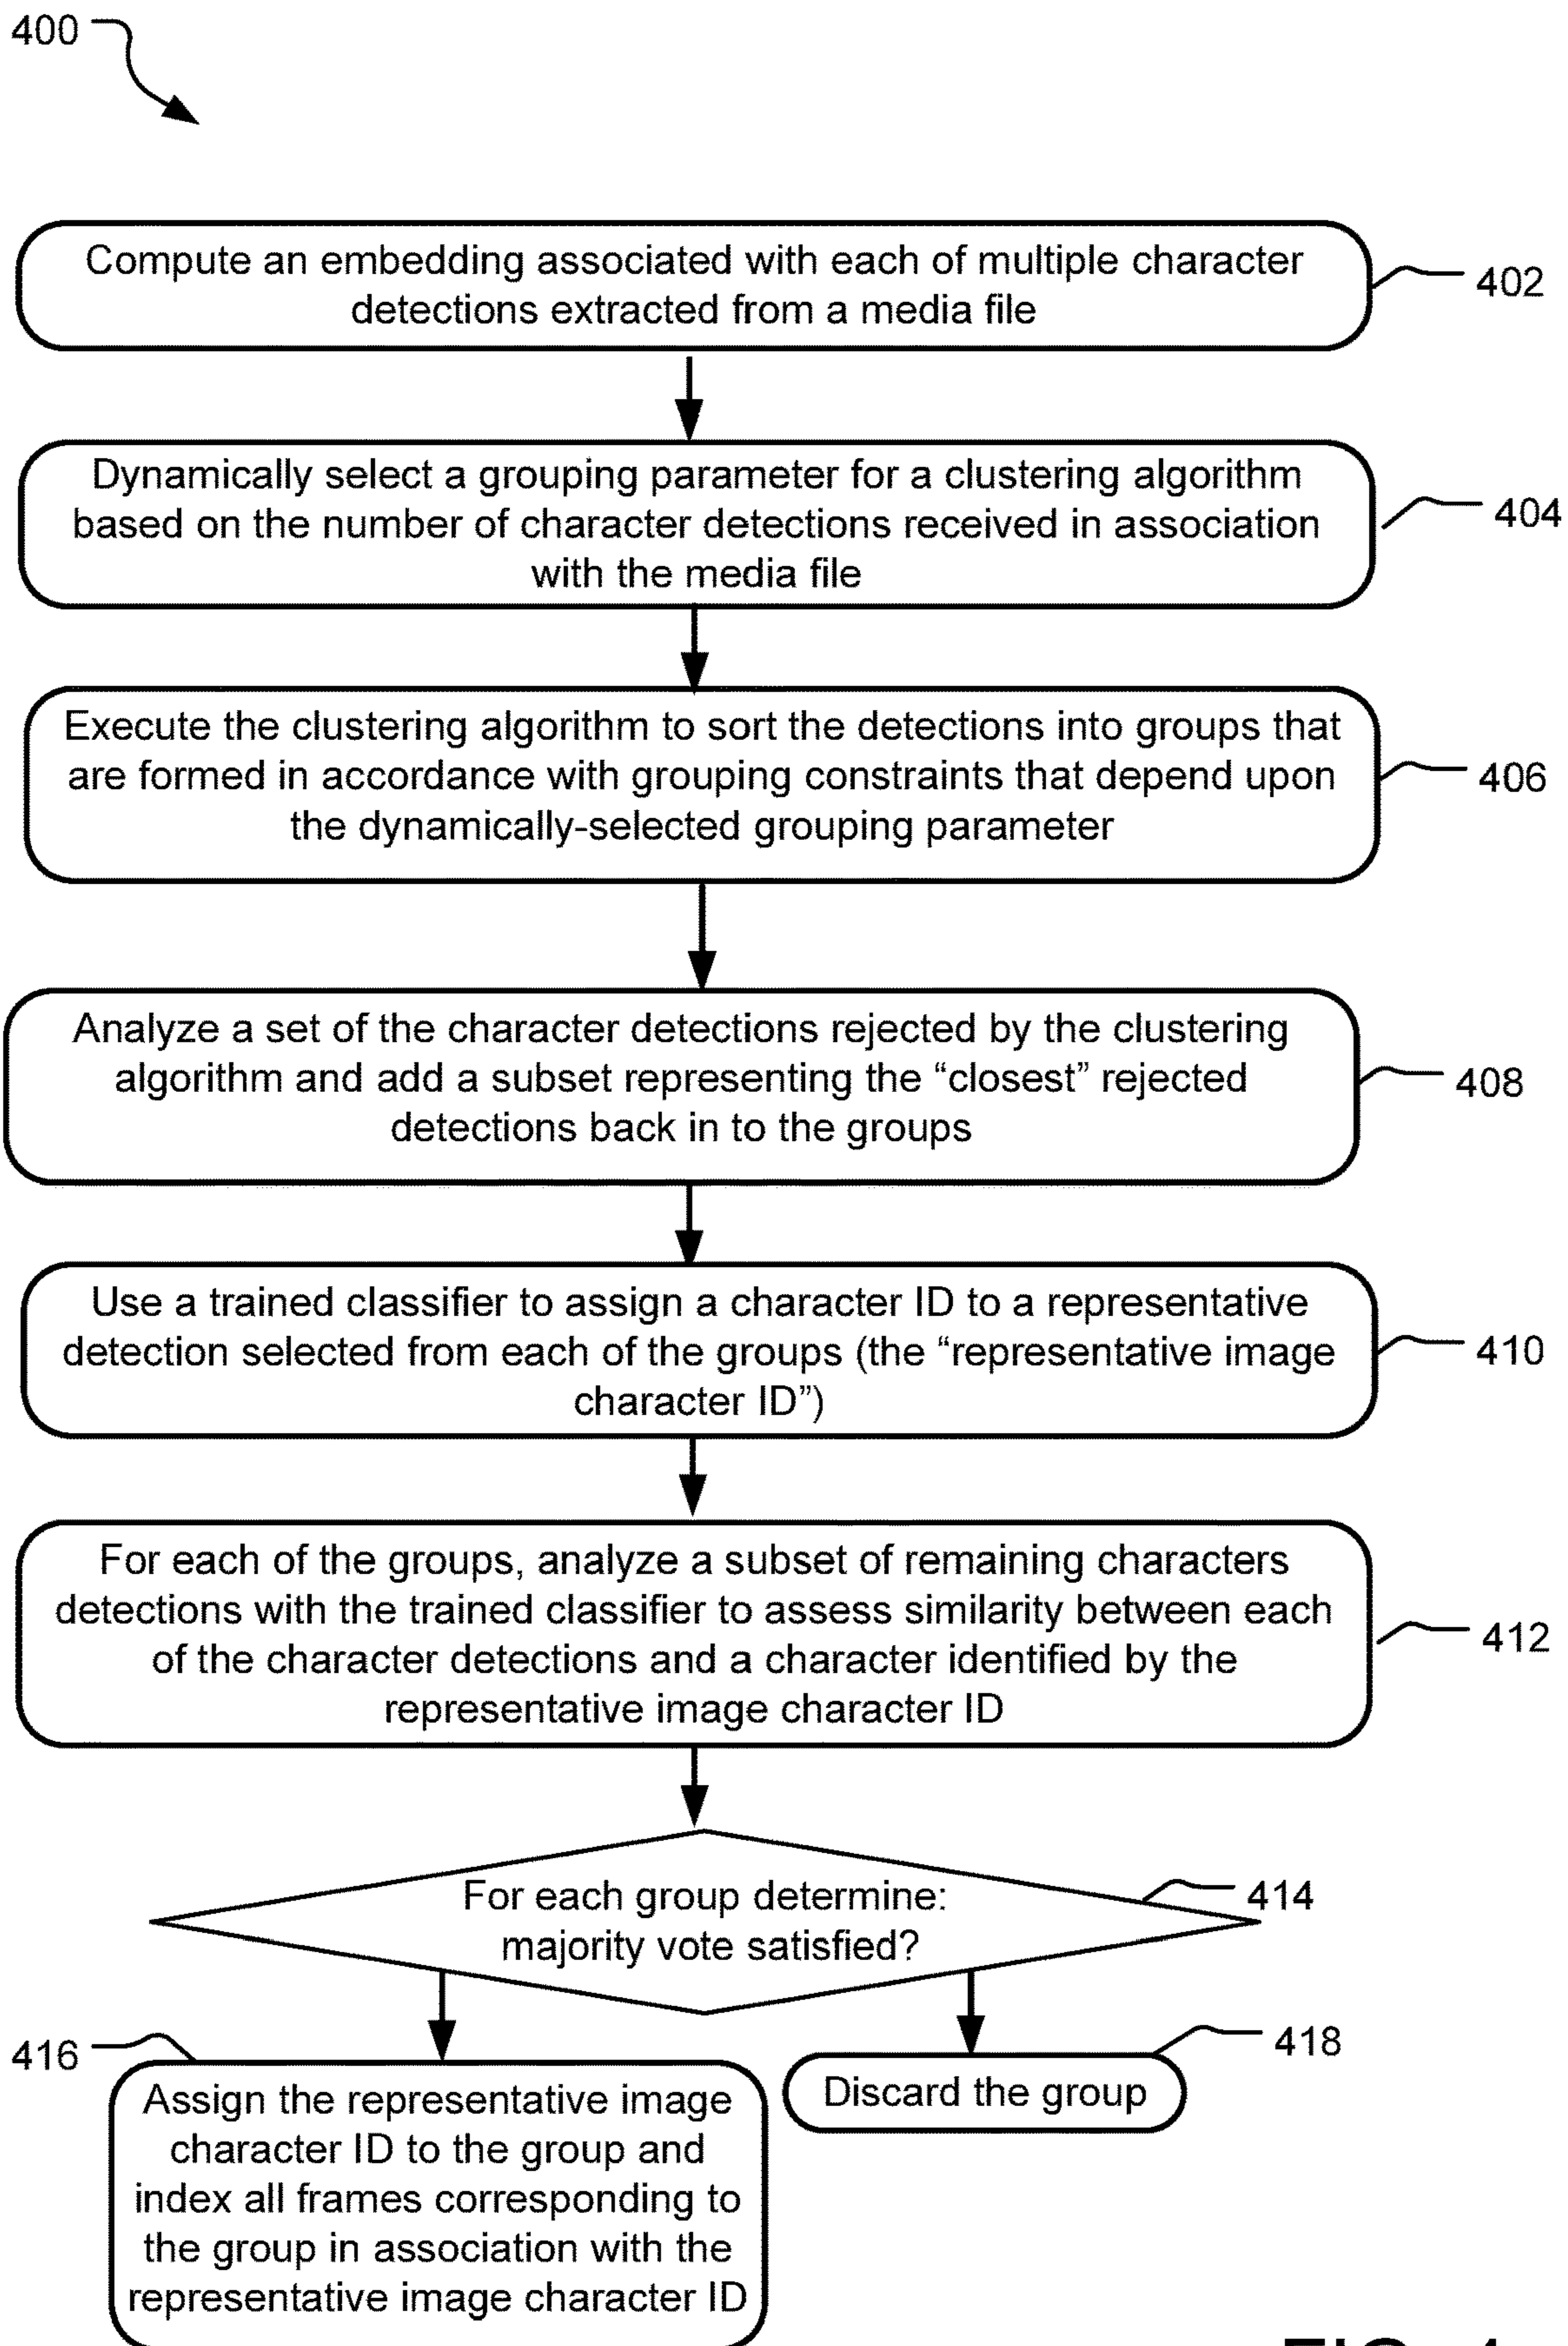 400
Compute an embedding associated with each of multiple character
detections extracted from a media file
402
Dynamically select a grouping parameter for a clustering algorithm
based on the number of character detections received in association
with the media file
404
Execute the clustering algorithm to sort the detections into groups that
are formed in accordance with grouping constraints that depend upon
the dynamically-selected grouping parameter
406
Analyze a set of the character detections rejected by the clustering
algorithm and add a subset representing the “closest” rejected
detections back in to the groups
408
Use a trained classifier to assign a character ID to a representative
detection selected from each of the groups (the “representative image
character ID”)
410
For each of the groups, analyze a subset of remaining characters
detections with the trained classifier to assess similarity between each
of the character detections and a character identified by the
representative image character ID
412
For each group determine:
majority vote satisfied?
414
416
Assign the representative image
character ID to the group and
index all frames corresponding to
the group in association with the
representative image character ID
418
Discard the group